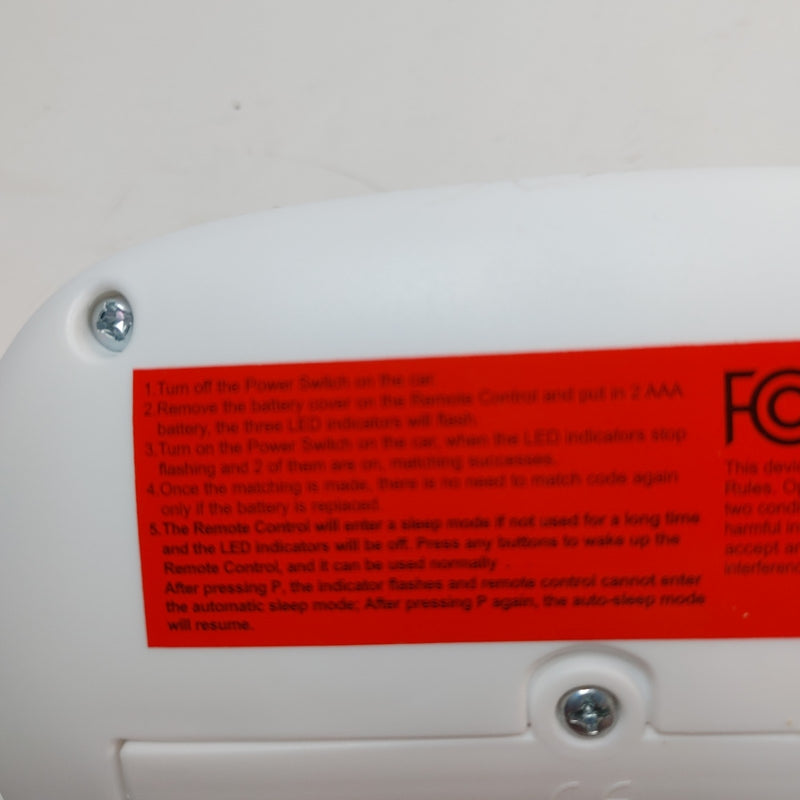 1.Turn off the Power Switch on the car.
2.Remove the battery cover on the Remote Control and put in 2 AAA
battery, the three LED indicators will flash.
3.Turn on the Power Switch on the car, when the LED indicators stop
flashing and 2 of them are on, matching successes.
4.Once the matching is made, there is no need to match code again
only if the battery is replaced.
5.The Remote Control will enter a sleep mode if not used for a long time
and the LED indicators will be off. Press any buttons to wake up the
Remote Control, and it can be used normally .
After pressing P, the indicator flashes and remote control cannot enter
the automatic sleep mode; After pressing P again, the auto-sleep mode
will resume.
FC
This devi
Rules. Op
two condi
harmful in
accept an
interferenc